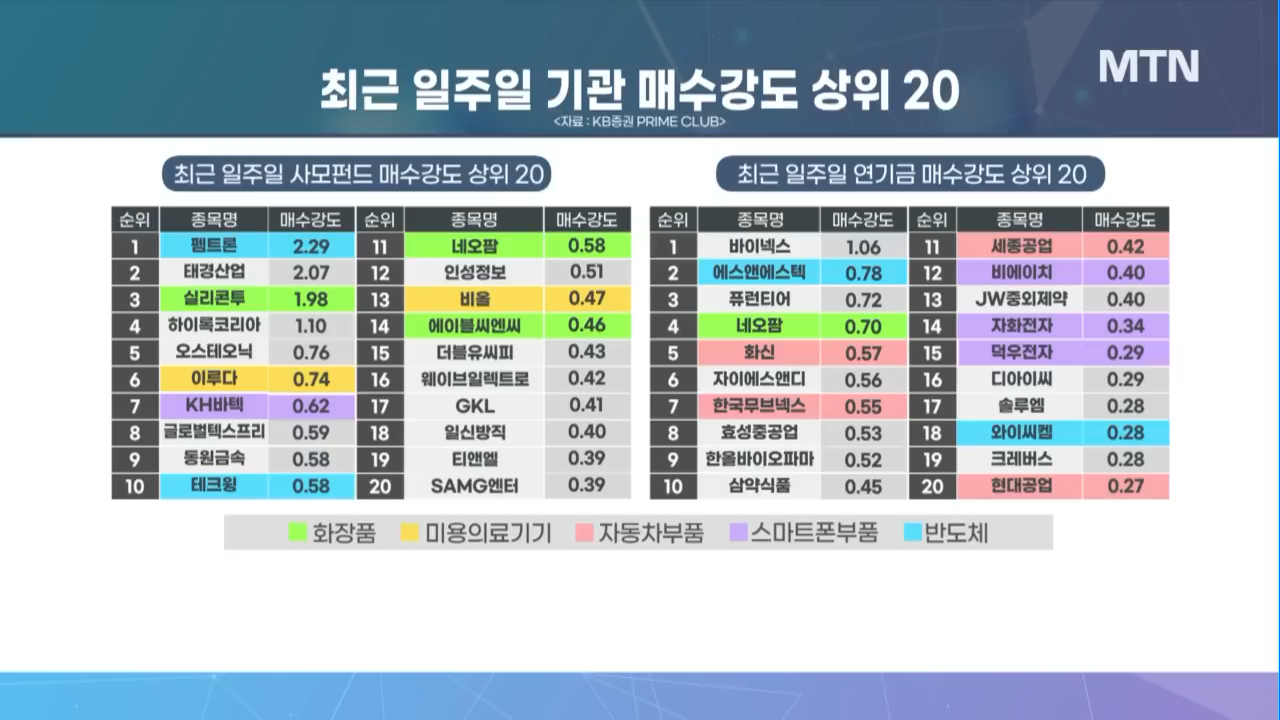 최근 일주일 기관 매수강도 상위 20
MTN
<자료 : KB증권 PRIME CLUB>
최근 일주일 사모펀드 매수강도 상위 20
순위 종목명 매수강도 순위 종목명 매수강도
1 펨트론 2.29 11 네오팜 0.58
2 태경산업 2.07 12 인성정보 0.51
3 실리콘투 1.98 13 비올 0.47
4 하이록코리아 1.10 14 에이블씨엔씨 0.46
5 오스테오닉 0.76 15 더블유씨피 0.43
6 이루다 0.74 16 웨이브일렉트로 0.42
7 KH바텍 0.62 17 GKL 0.41
8 글로벌텍스프리 0.59 18 일신방직 0.40
9 동원금속 0.58 19 티앤엘 0.39
10 테크윙 0.58 20 SAMG엔터 0.39
최근 일주일 연기금 매수강도 상위 20
순위 종목명 매수강도 순위 종목명 매수강도
1 바이넥스 1.06 11 세종공업 0.42
2 에스앤에스텍 0.78 12 비에이치 0.40
3 퓨런티어 0.72 13 JW중외제약 0.40
4 네오팜 0.70 14 자화전자 0.34
5 화신 0.57 15 덕우전자 0.29
6 자이에스앤디 0.56 16 디아이씨 0.29
7 한국무브넥스 0.55 17 솔루엠 0.28
8 효성중공업 0.53 18 와이씨켐 0.28
9 한올바이오파마 0.52 19 크레버스 0.28
10 삼약식품 0.45 20 현대공업 0.27
화장품 미용의료기기 자동차부품 스마트폰부품 반도체